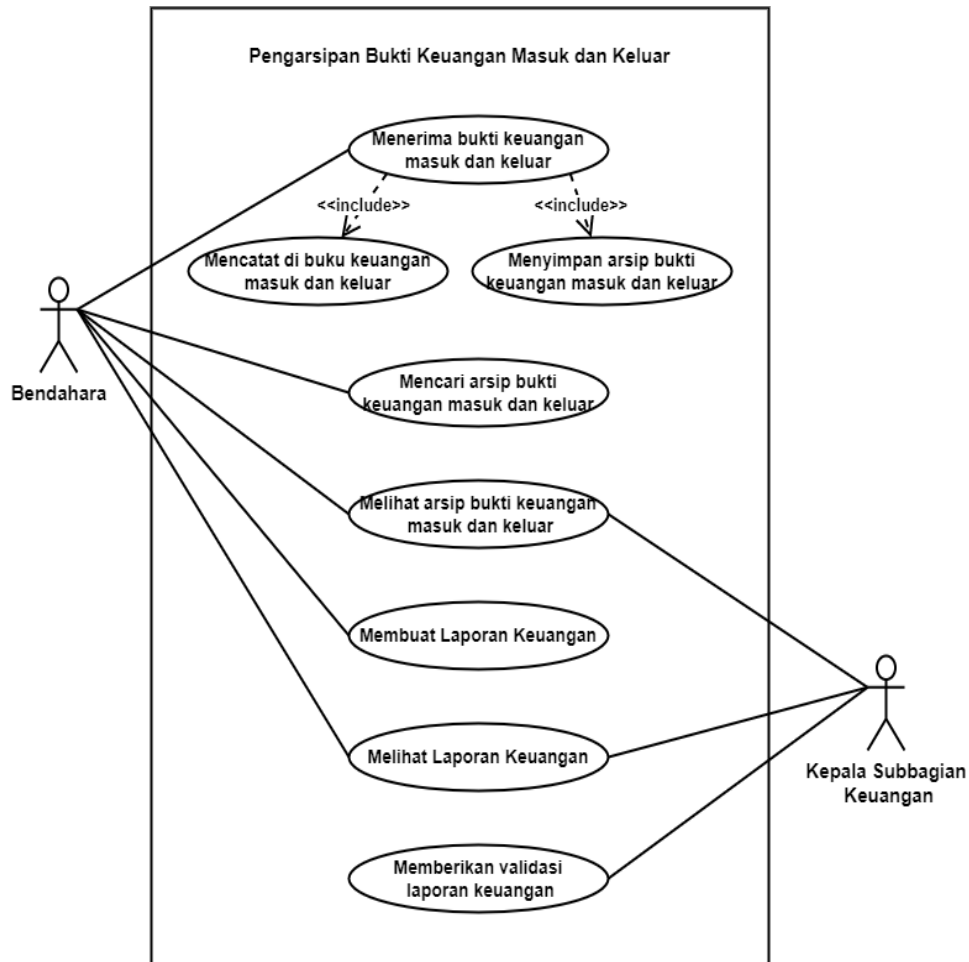 Pengarsipan Bukti Keuangan Masuk dan Keluar
Menerima bukti keuangan
masuk dan keluar
<<include>>
<<include>>
Mencatat di buku keuangan
masuk dan keluar
Menyimpan arsip bukti
keuangan masuk dan keluar
Bendahara
Mencari arsip bukti
keuangan masuk dan keluar
Melihat arsip bukti keuangan
masuk dan keluar
Membuat Laporan Keuangan
Melihat Laporan Keuangan
Kepala Subbagian
Keuangan
Memberikan validasi
laporan keuangan